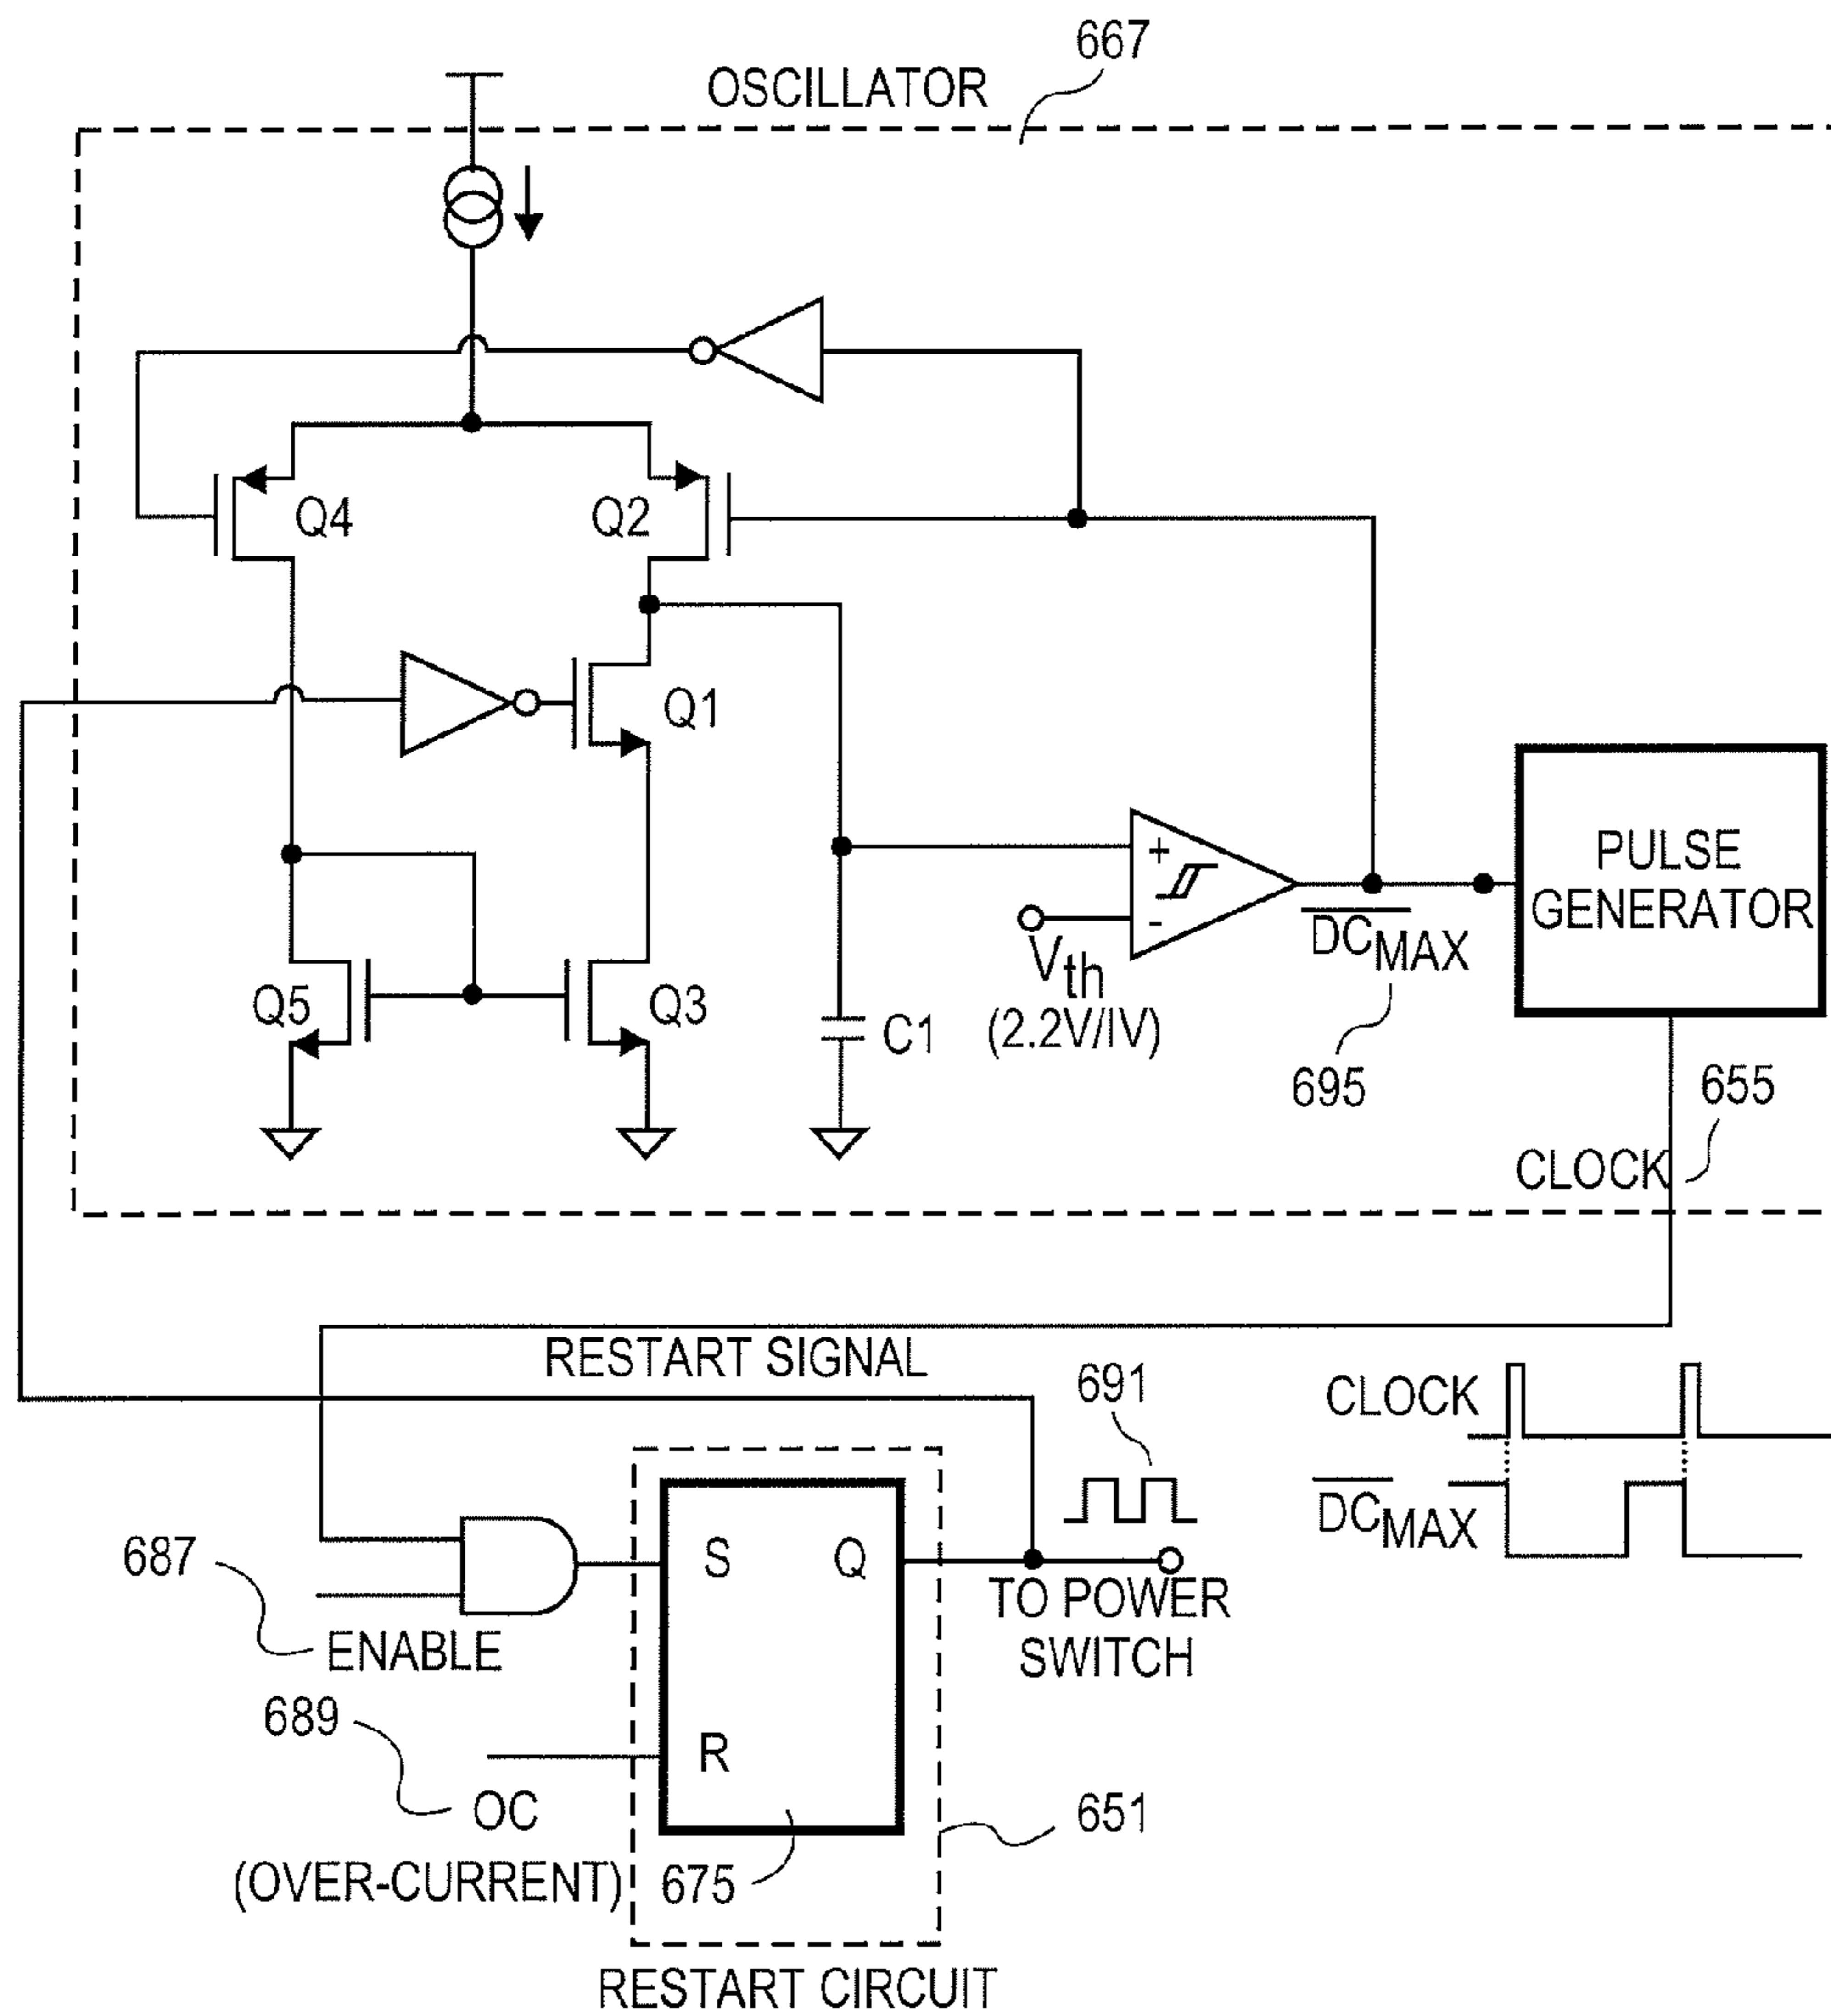 667
OSCILLATOR
Q4
Q2
Q1
+
-
PULSE
GENERATOR
DCMAX
Vth
(2.2V/IV)
Q5
Q3
C1
695
655
CLOCK
RESTART SIGNAL
691
CLOCK
DCMAX
687
S
Q
ENABLE
TO POWER
SWITCH
689
R
OC
(OVER-CURRENT)
675
651
RESTART CIRCUIT